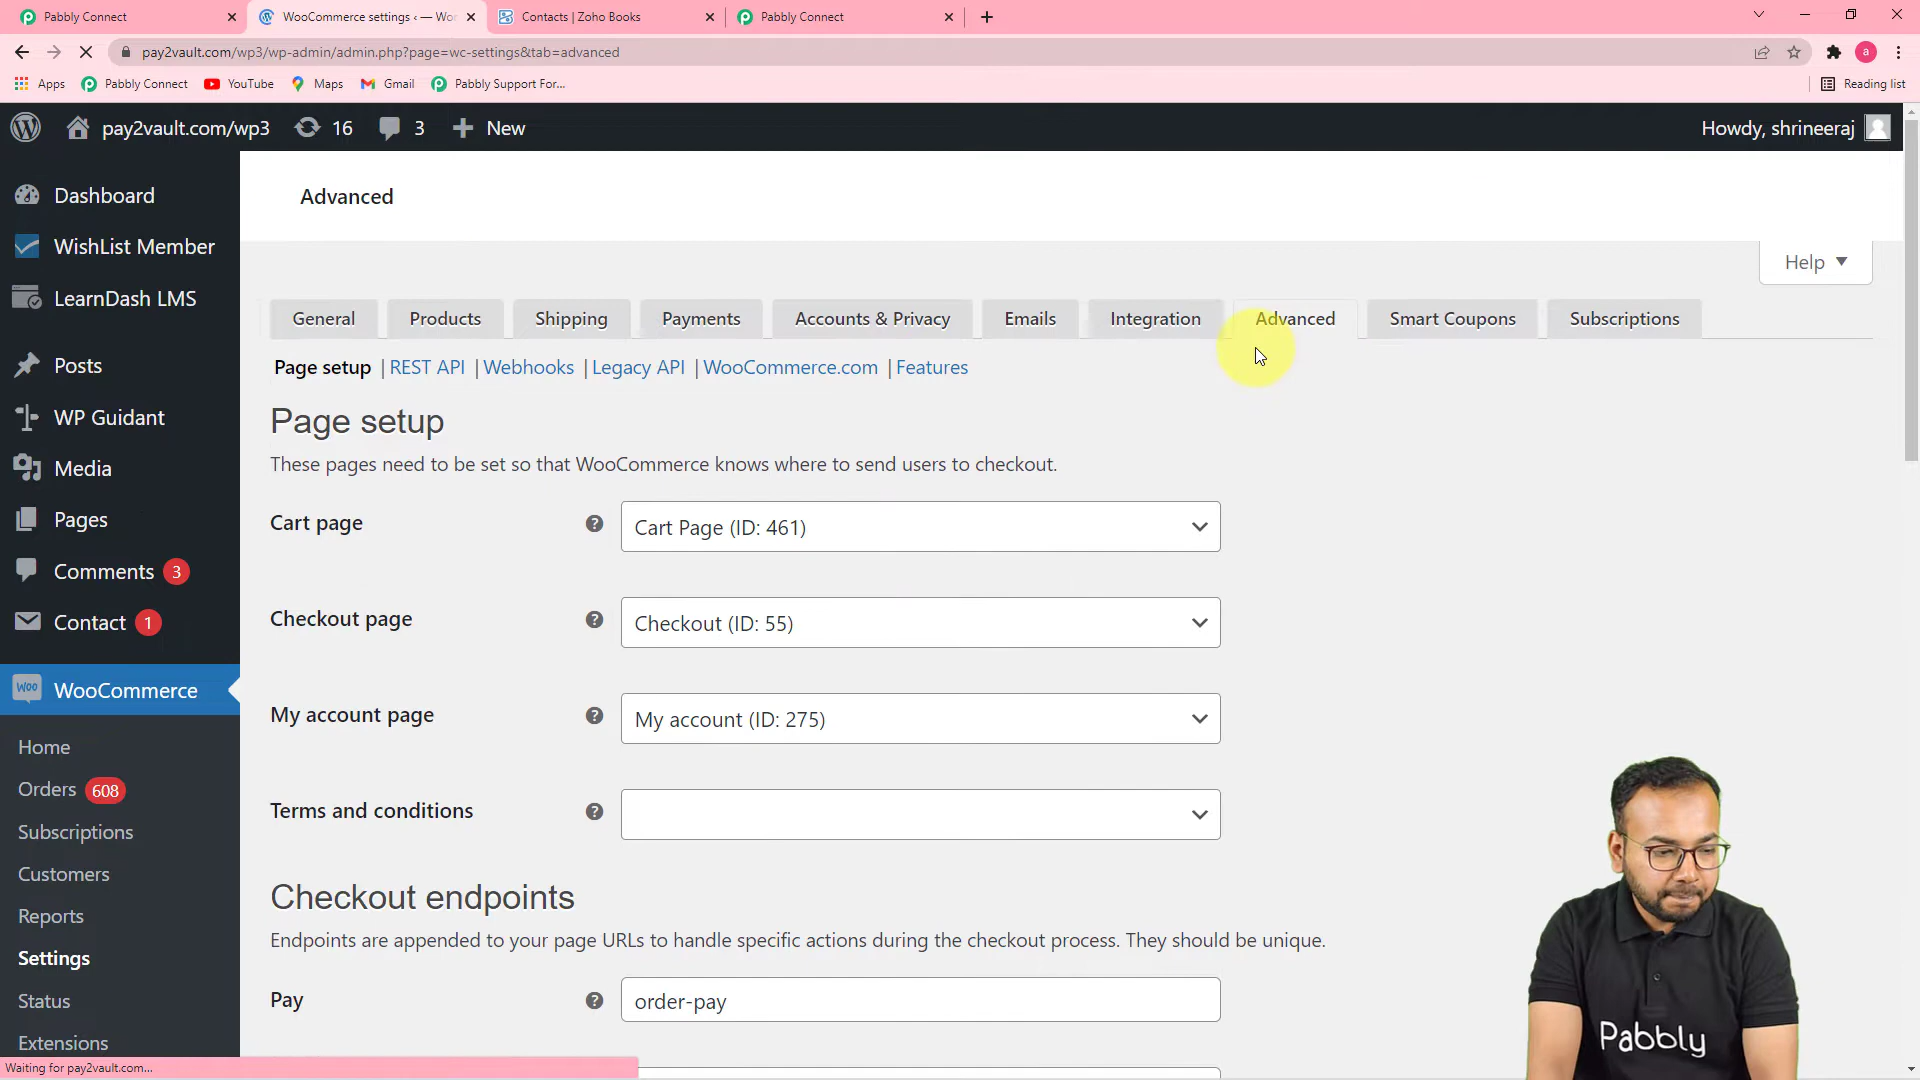 Pabbly Connect
WooCommerce settings ‹ — Wor
Contacts | Zoho Books
Pabbly Connect
pay2vault.com/wp3/wp-admin/admin.php?page=wc-settings&tab=advanced
a
Apps
Pabbly Connect
YouTube
Maps
Gmail
Pabbly Support For...
Reading list
pay2vault.com/wp3
16
3
New
Howdy, shrineeraj
Dashboard
WishList Member
LearnDash LMS
Posts
WP Guidant
Media
Pages
Comments 3
Contact 1
Woo WooCommerce
Home
Orders 608
Subscriptions
Customers
Reports
Settings
Status
Extensions
Advanced
Help
General
Products
Shipping
Payments
Accounts & Privacy
Emails
Integration
Advanced
Smart Coupons
Subscriptions
Page setup | REST API | Webhooks | Legacy API | WooCommerce.com | Features
Page setup
These pages need to be set so that WooCommerce knows where to send users to checkout.
Cart page ? Cart Page (ID: 461)
Checkout page ? Checkout (ID: 55)
My account page ? My account (ID: 275)
Terms and conditions ?
Checkout endpoints
Endpoints are appended to your page URLs to handle specific actions during the checkout process. They should be unique.
Pay ? order-pay
Pabbly
Waiting for pay2vault.com...